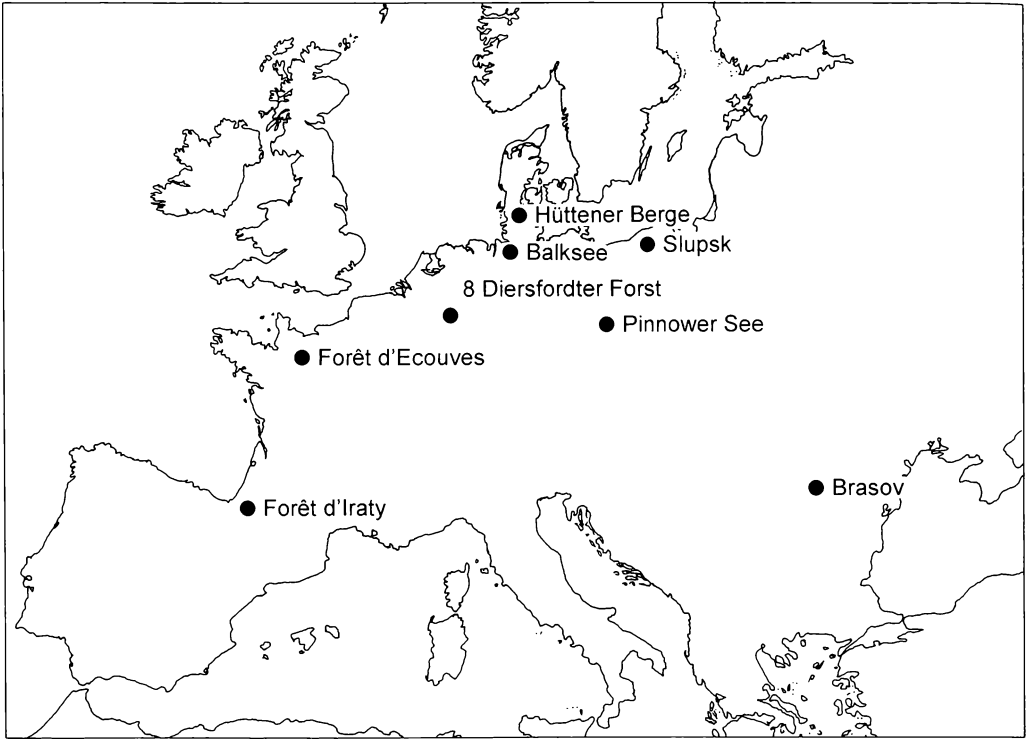 Hüttener Berge
Slupsk
Balksee
8 Diersfordter Forst
Pinnower See
Forêt d'Ecouves
Brasov
Forêt d'Iraty